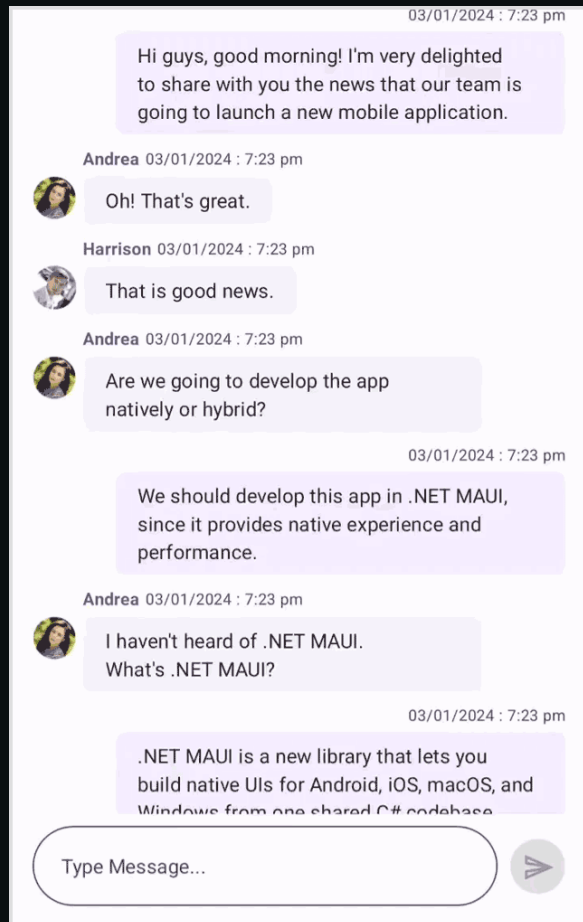 03/01/2024 : 7:23 pm
Hi guys, good morning! I'm very delighted
to share with you the news that our team is
going to launch a new mobile application.
Andrea 03/01/2024 : 7:23 pm
Oh! That's great.
Harrison 03/01/2024 : 7:23 pm
That is good news.
Andrea 03/01/2024 : 7:23 pm
Are we going to develop the app
natively or hybrid?
03/01/2024 : 7:23 pm
We should develop this app in .NET MAUI,
since it provides native experience and
performance.
Andrea 03/01/2024 : 7:23 pm
I haven't heard of .NET MAUI.
What's .NET MAUI?
03/01/2024 : 7:23 pm
.NET MAUI is a new library that lets you
build native UIs for Android, iOS, macOS, and
Windows from one shared C# codebase
Type Message...